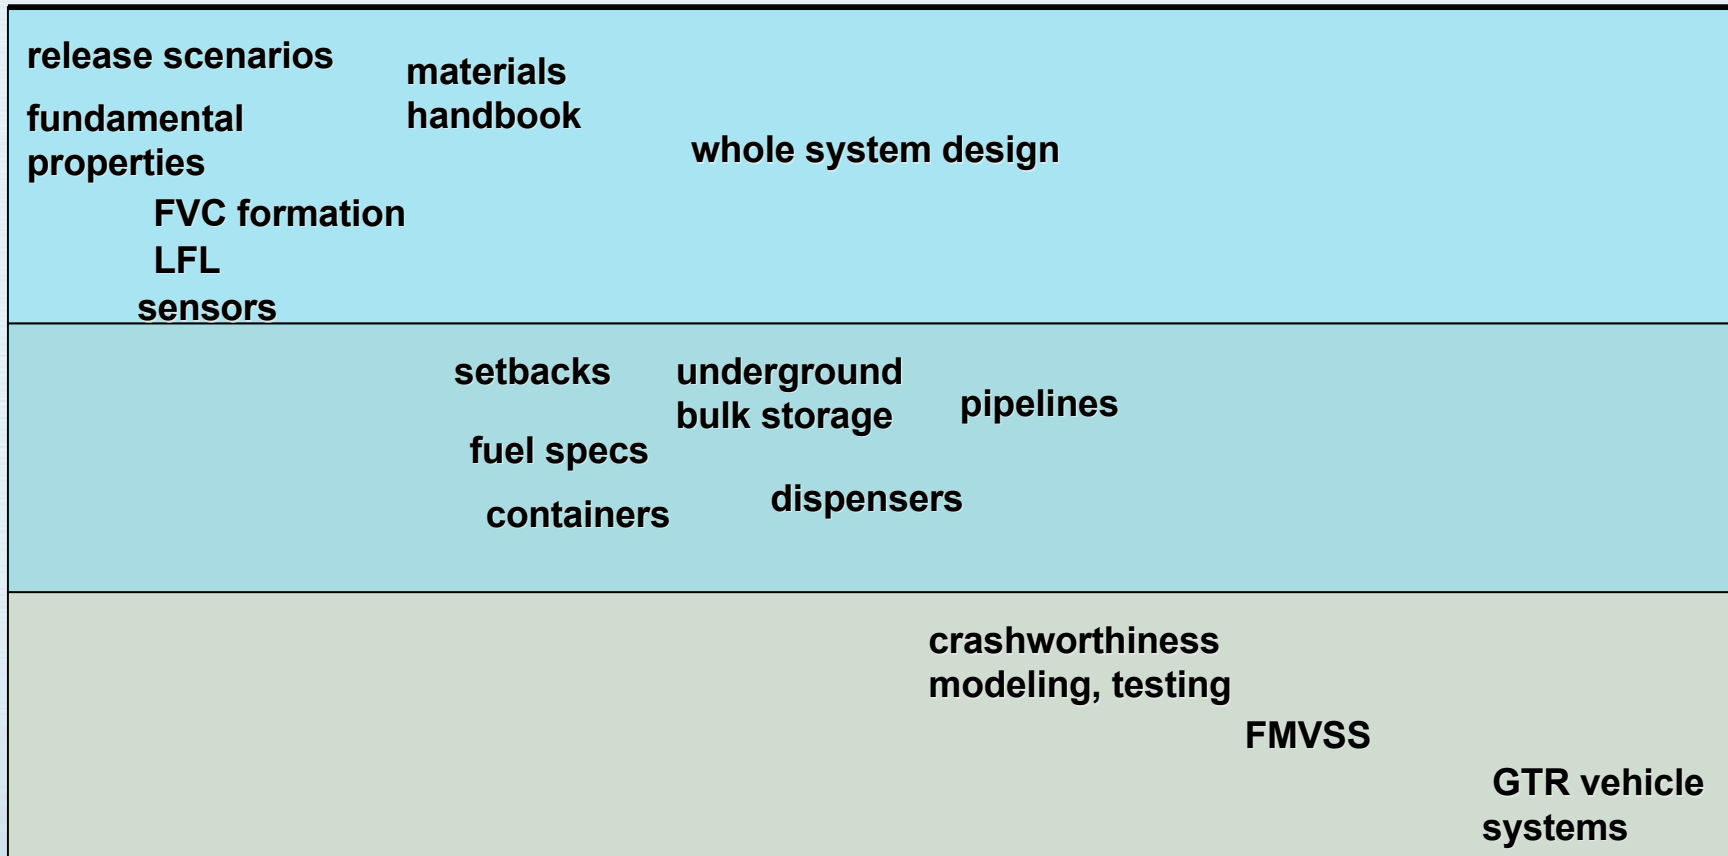 release scenarios
materials
handbook
fundamental
properties
whole system design
FVC formation
LFL
sensors
setbacks
underground
bulk storage
pipelines
fuel specs
containers
dispensers
crashworthiness
modeling, testing
FMVSS
GTR vehicle
systems